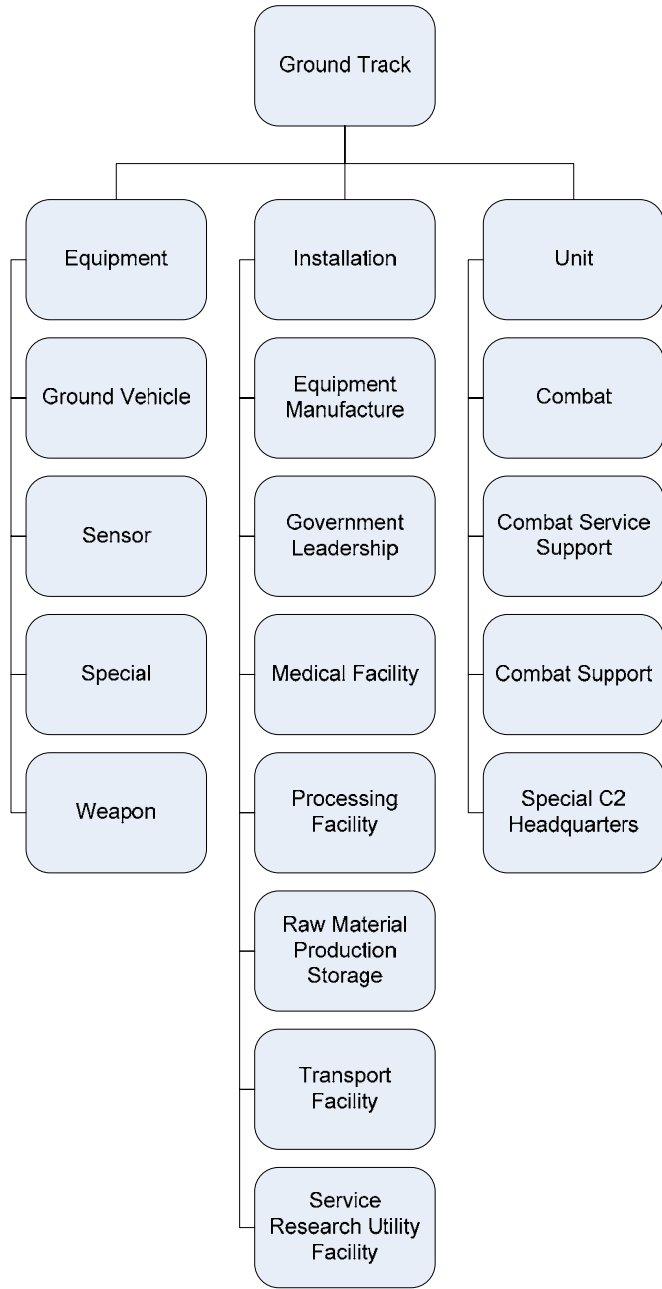 Ground Track
Equipment
Installation
Unit
Ground Vehicle
Equipment
Manufacture
Combat
Sensor
Government
Leadership
Combat Service
Support
Special
Medical Facility
Combat Support
Weapon
Processing
Facility
Special C2
Headquarters
Raw Material
Production
Storage
Transport
Facility
Service
Research Utility
Facility